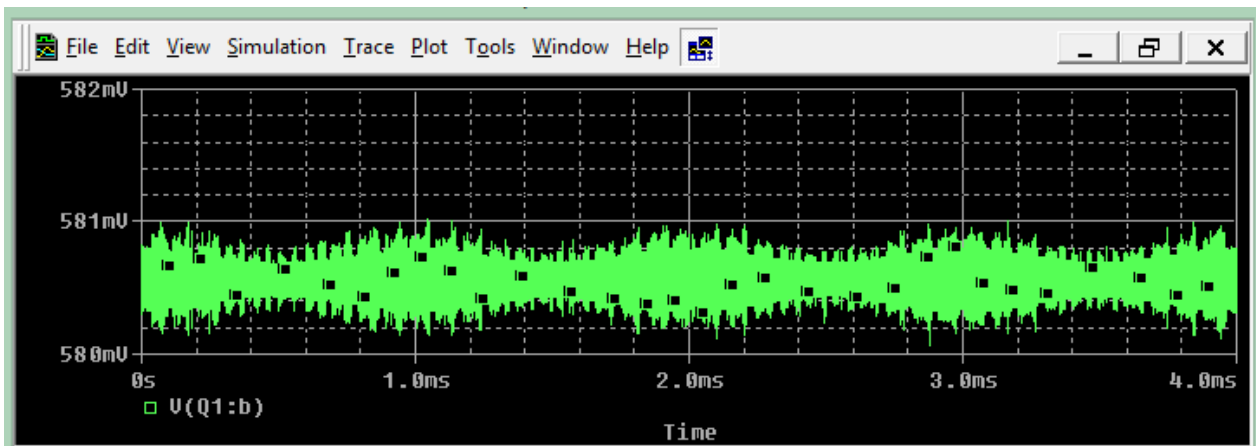 File Edit View Simulation Trace Plot Tools Window Help
582mV
581mV
580mV
0s 1.0ms 2.0ms 3.0ms 4.0ms
V(Q1:b)
Time